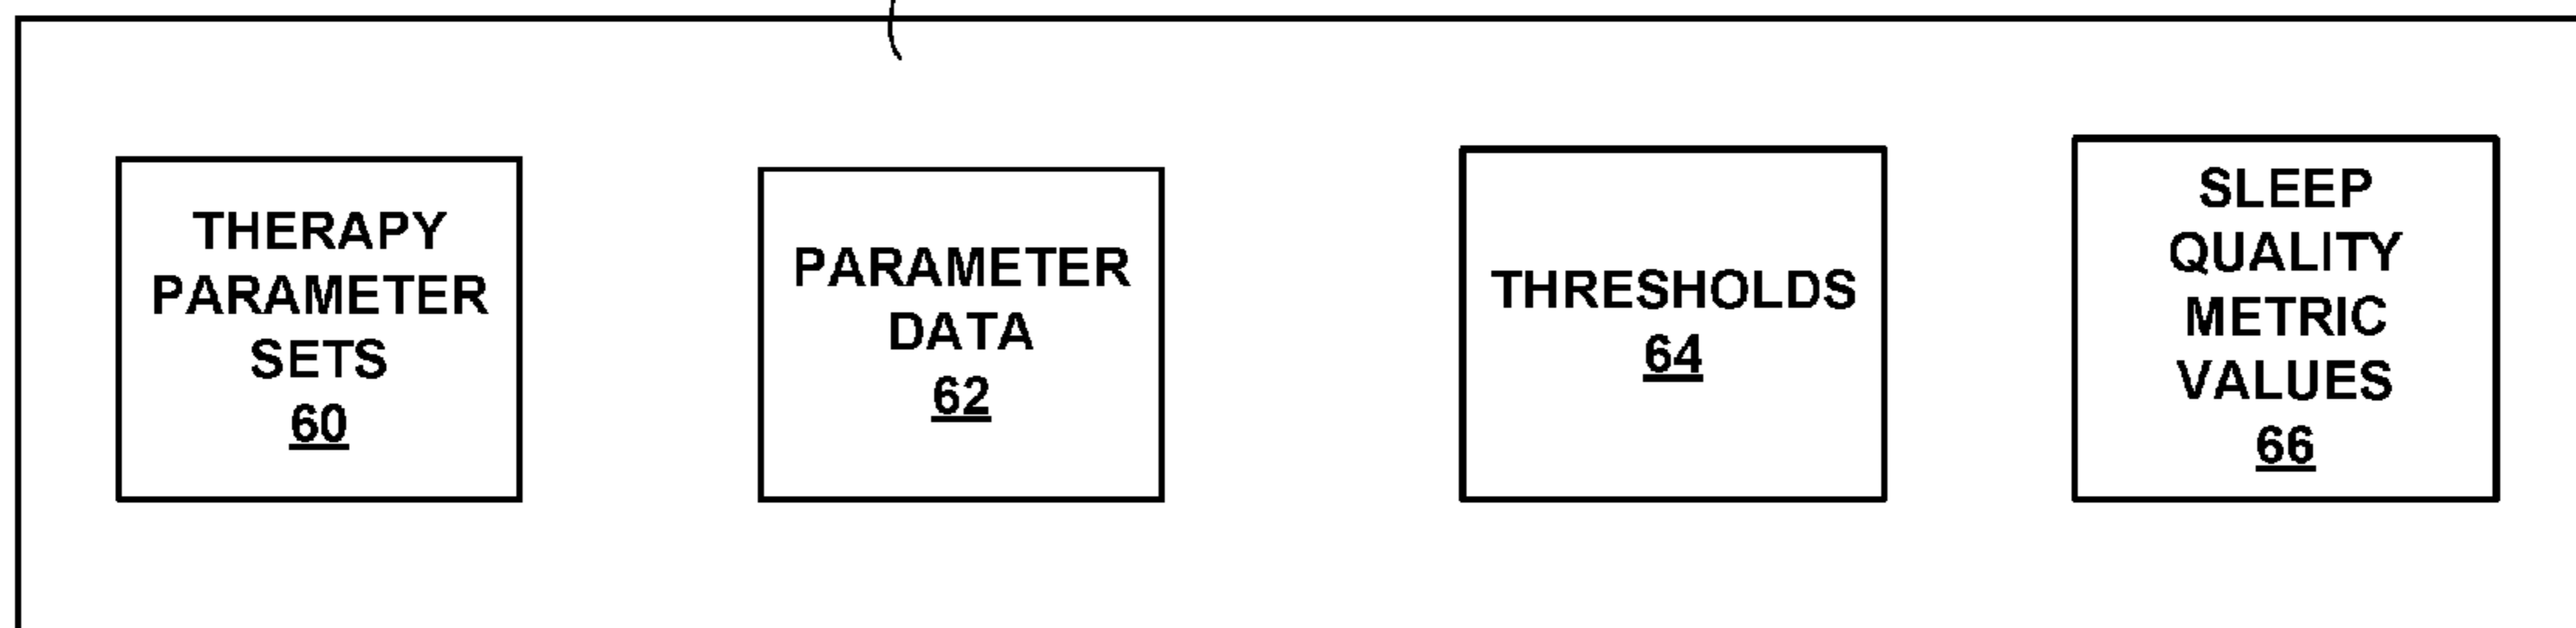 THERAPY
PARAMETER
SETS
60
PARAMETER
DATA
62
THRESHOLDS
64
SLEEP
QUALITY
METRIC
VALUES
66